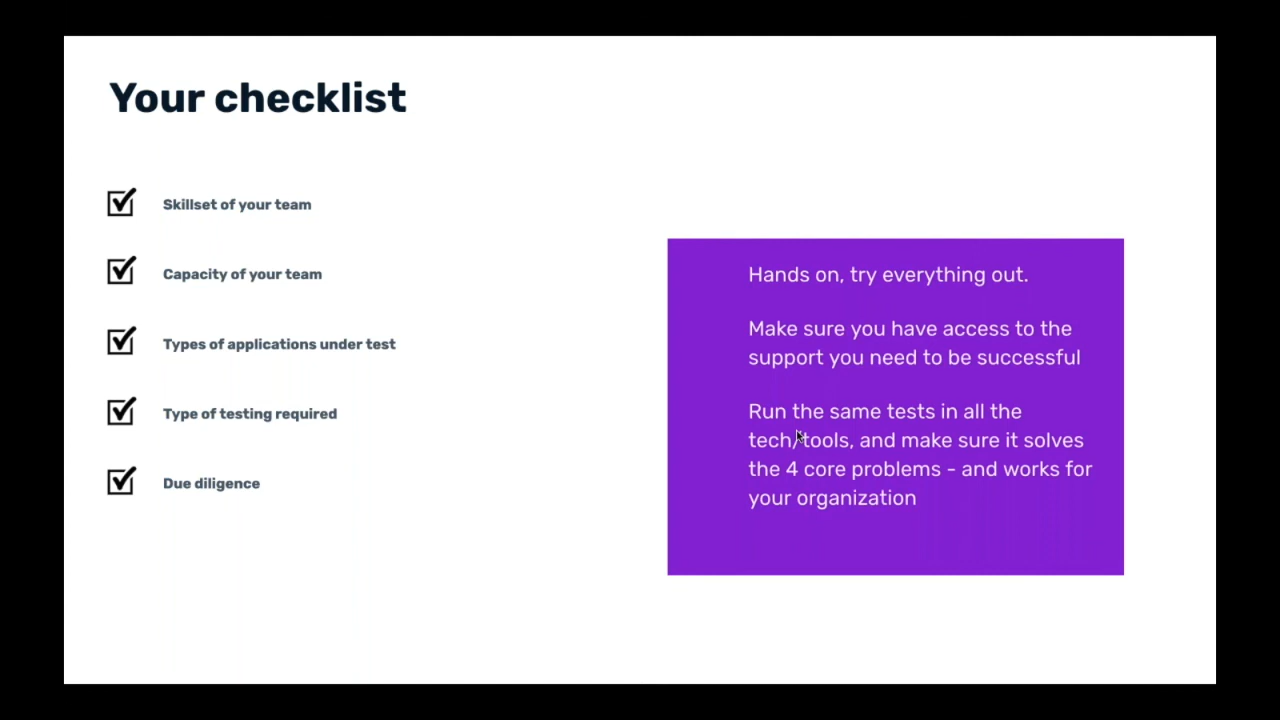 Your checklist
Skillset of your team
Capacity of your team
Types of applications under test
Type of testing required
Due diligence
Hands on, try everything out.
Make sure you have access to the
support you need to be successful
Run the same tests in all the
tech/tools, and make sure it solves
the 4 core problems - and works for
your organization